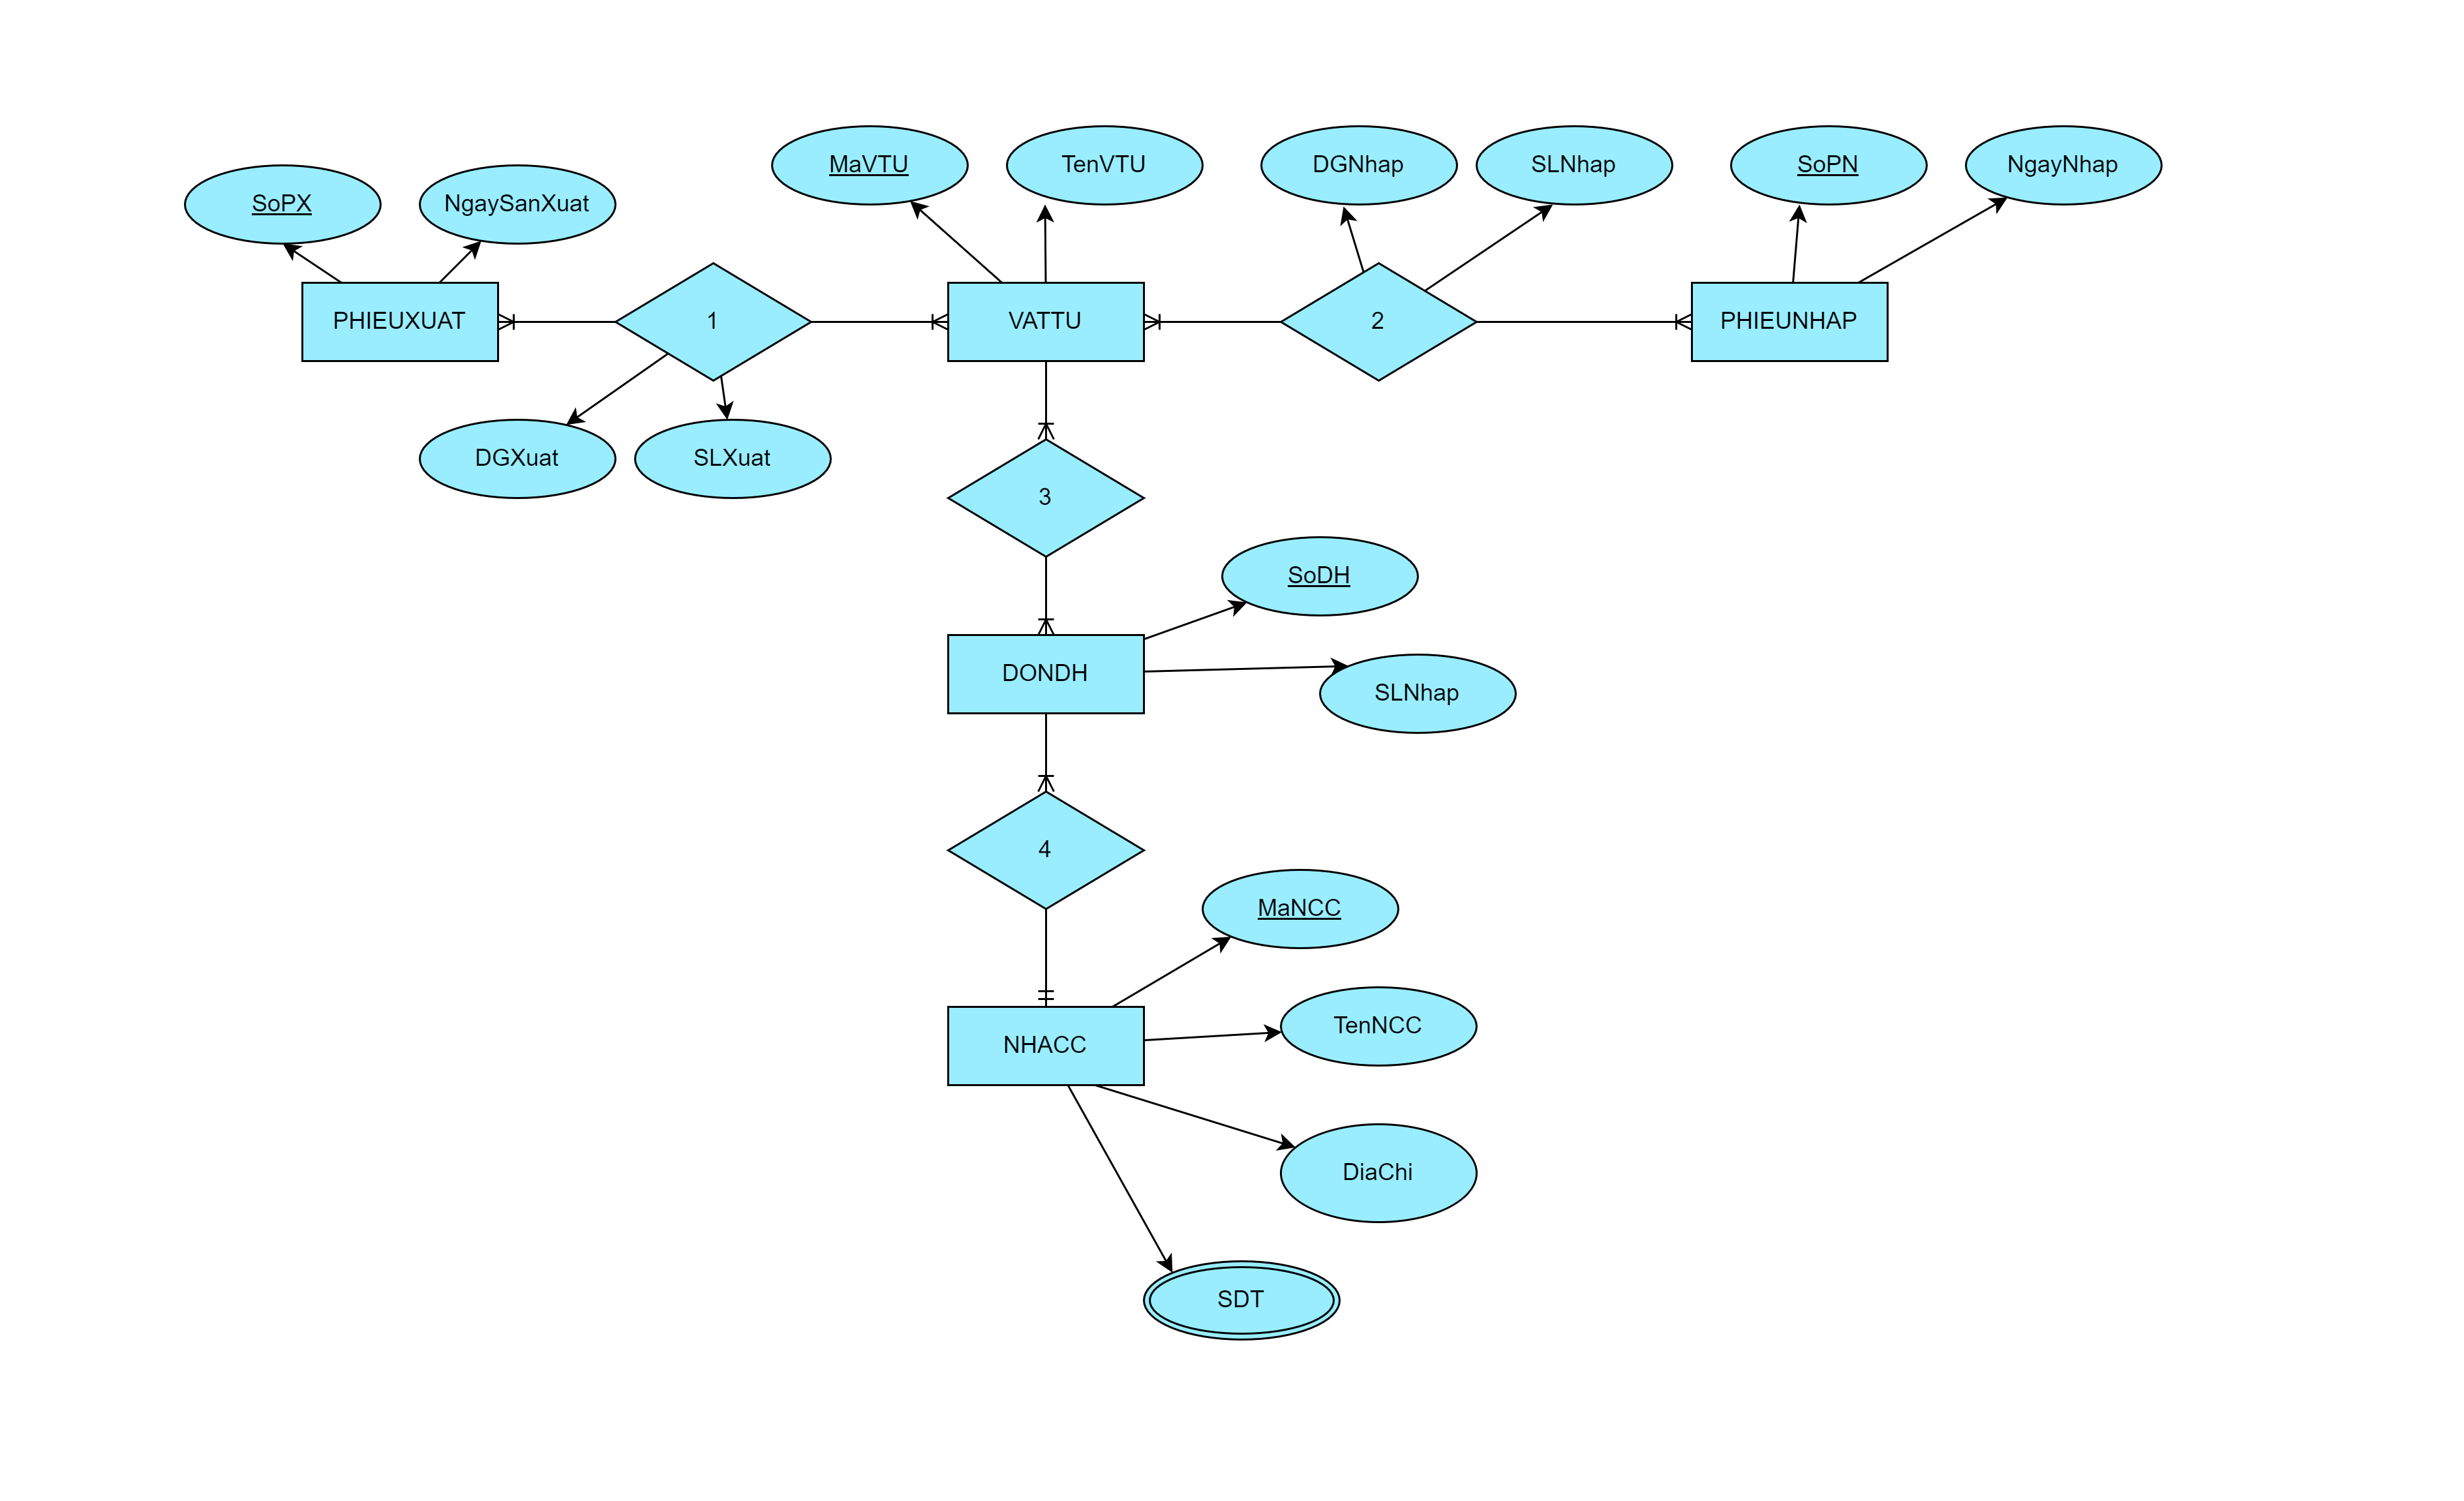 MaVTU
TenVTU
DGNhap
SLNhap
SoPN
NgayNhap
SoPX
NgaySanXuat
PHIEUXUAT
1
VATTU
2
PHIEUNHAP
DGXuat
SLXuat
3
SoDH
DONDH
SLNhap
4
MaNCC
TenNCC
NHACC
DiaChi
SDT